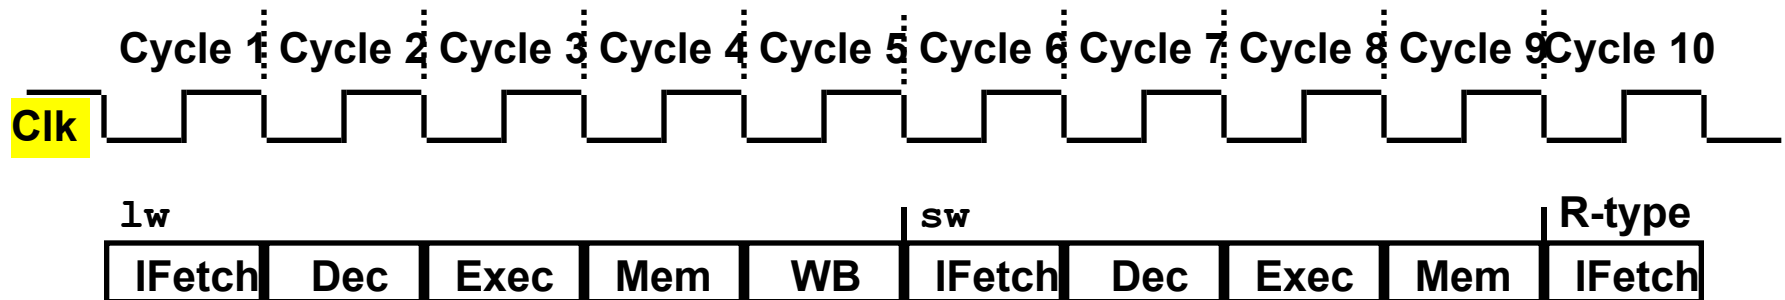 Cycle 1 Cycle 2 Cycle 3 Cycle 4 Cycle 5 Cycle 6 Cycle 7 Cycle 8 Cycle 9 Cycle 10
Clk
lw sw R-type
IFetch Dec Exec Mem WB IFetch Dec Exec Mem IFetch